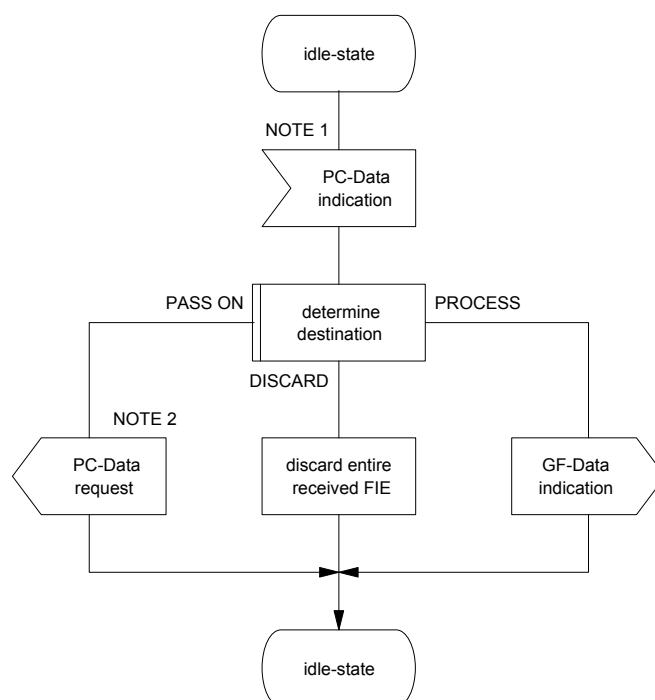 idle-state
NOTE 1
PC-Data
indication
PASS ON
determine
destination
PROCESS
DISCARD
NOTE 2
PC-Data
request
discard entire
received FIE
GF-Data
indication
idle-state